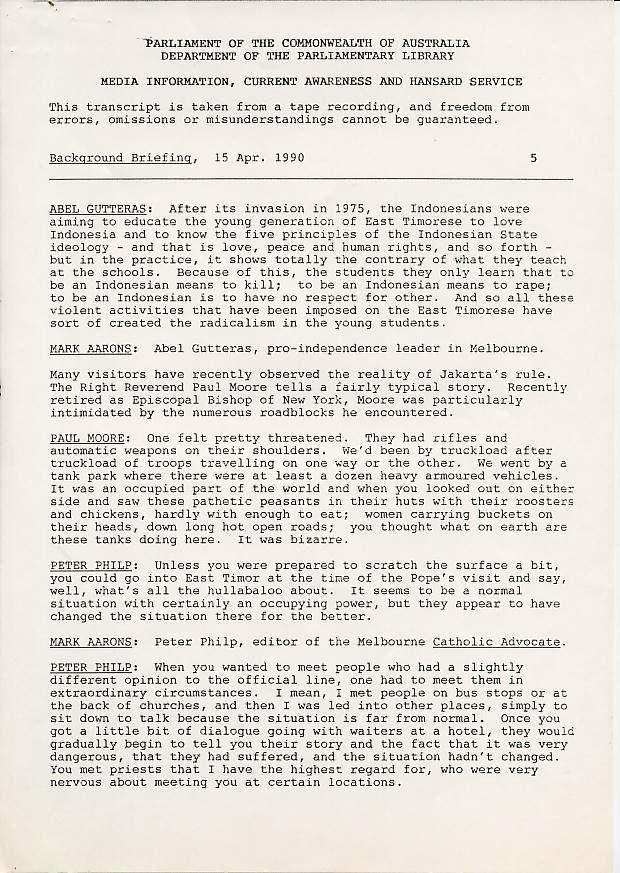 PARLIAMENT OF THE COMMONWEALTH OF AUSTRALIA
DEPARTMENT OF THE PARLIAMENTARY LIBRARY
MEDIA INFORMATION, CURRENT AWARENESS AND HANSARD SERVICE
This transcript is taken from a tape recording, and freedom from
errors, omissions or misunderstandings cannot be guaranteed.
Background Briefing, 15 Apr. 1990 5
ABEL GUTTERAS: After its invasion in 1975, the Indonesians were
aiming to educate the young generation of East Timorese to love
Indonesia and to know the five principles of the Indonesian State
ideology - and that is love, peace and human rights, and so forth -
but in the practice, it shows totally the contrary of what they teach
at the schools. Because of this, the students they only learn that to
be an Indonesian means to kill; to be an Indonesian means to rape;
to be an Indonesian is to have no respect for other. And so all these
violent activities that have been imposed on the East Timorese have
sort of created the radicalism in the young students.
MARK AARONS: Abel Gutteras, pro-independence leader in Melbourne.
Many visitors have recently observed the reality of Jakarta's rule.
The Right Reverend Paul Moore tells a fairly typical story. Recently
retired as Episcopal Bishop of New York, Moore was particularly
intimidated by the numerous roadblocks he encountered.
PAUL MOORE: One felt pretty threatened. They had rifles and
automatic weapons on their shoulders. We'd been by truckload after
truckload of troops travelling on one way or the other. We went by a
tank park where there were at least a dozen heavy armoured vehicles.
It was an occupied part of the world and when you looked out on either
side and saw these pathetic peasants in their huts with their roosters
and chickens, hardly with enough to eat; women carrying buckets on
their heads, down long hot open roads; you thought what on earth are
these tanks doing here. It was bizarre.
PETER PHILP: Unless you were prepared to scratch the surface a bit,
you could go into East Timor at the time of the Pope's visit and say,
well, what's all the hullabaloo about. It seems to be a normal
situation with certainly an occupying power, but they appear to have
changed the situation there for the better.
MARK AARONS: Peter Philp, editor of the Melbourne Catholic Advocate.
PETER PHILP: When you wanted to meet people who had a slightly
different opinion to the official line, one had to meet them in
extraordinary circumstances. I mean, I met people on bus stops or at
the back of churches, and then I was led into other places, simply to
sit down to talk because the situation is far from normal. Once you
got a little bit of dialogue going with waiters at a hotel, they would
gradually begin to tell you their story and the fact that it was very
dangerous, that they had suffered, and the situation hadn't changed.
You met priests that I have the highest regard for, who were very
nervous about meeting you at certain locations.